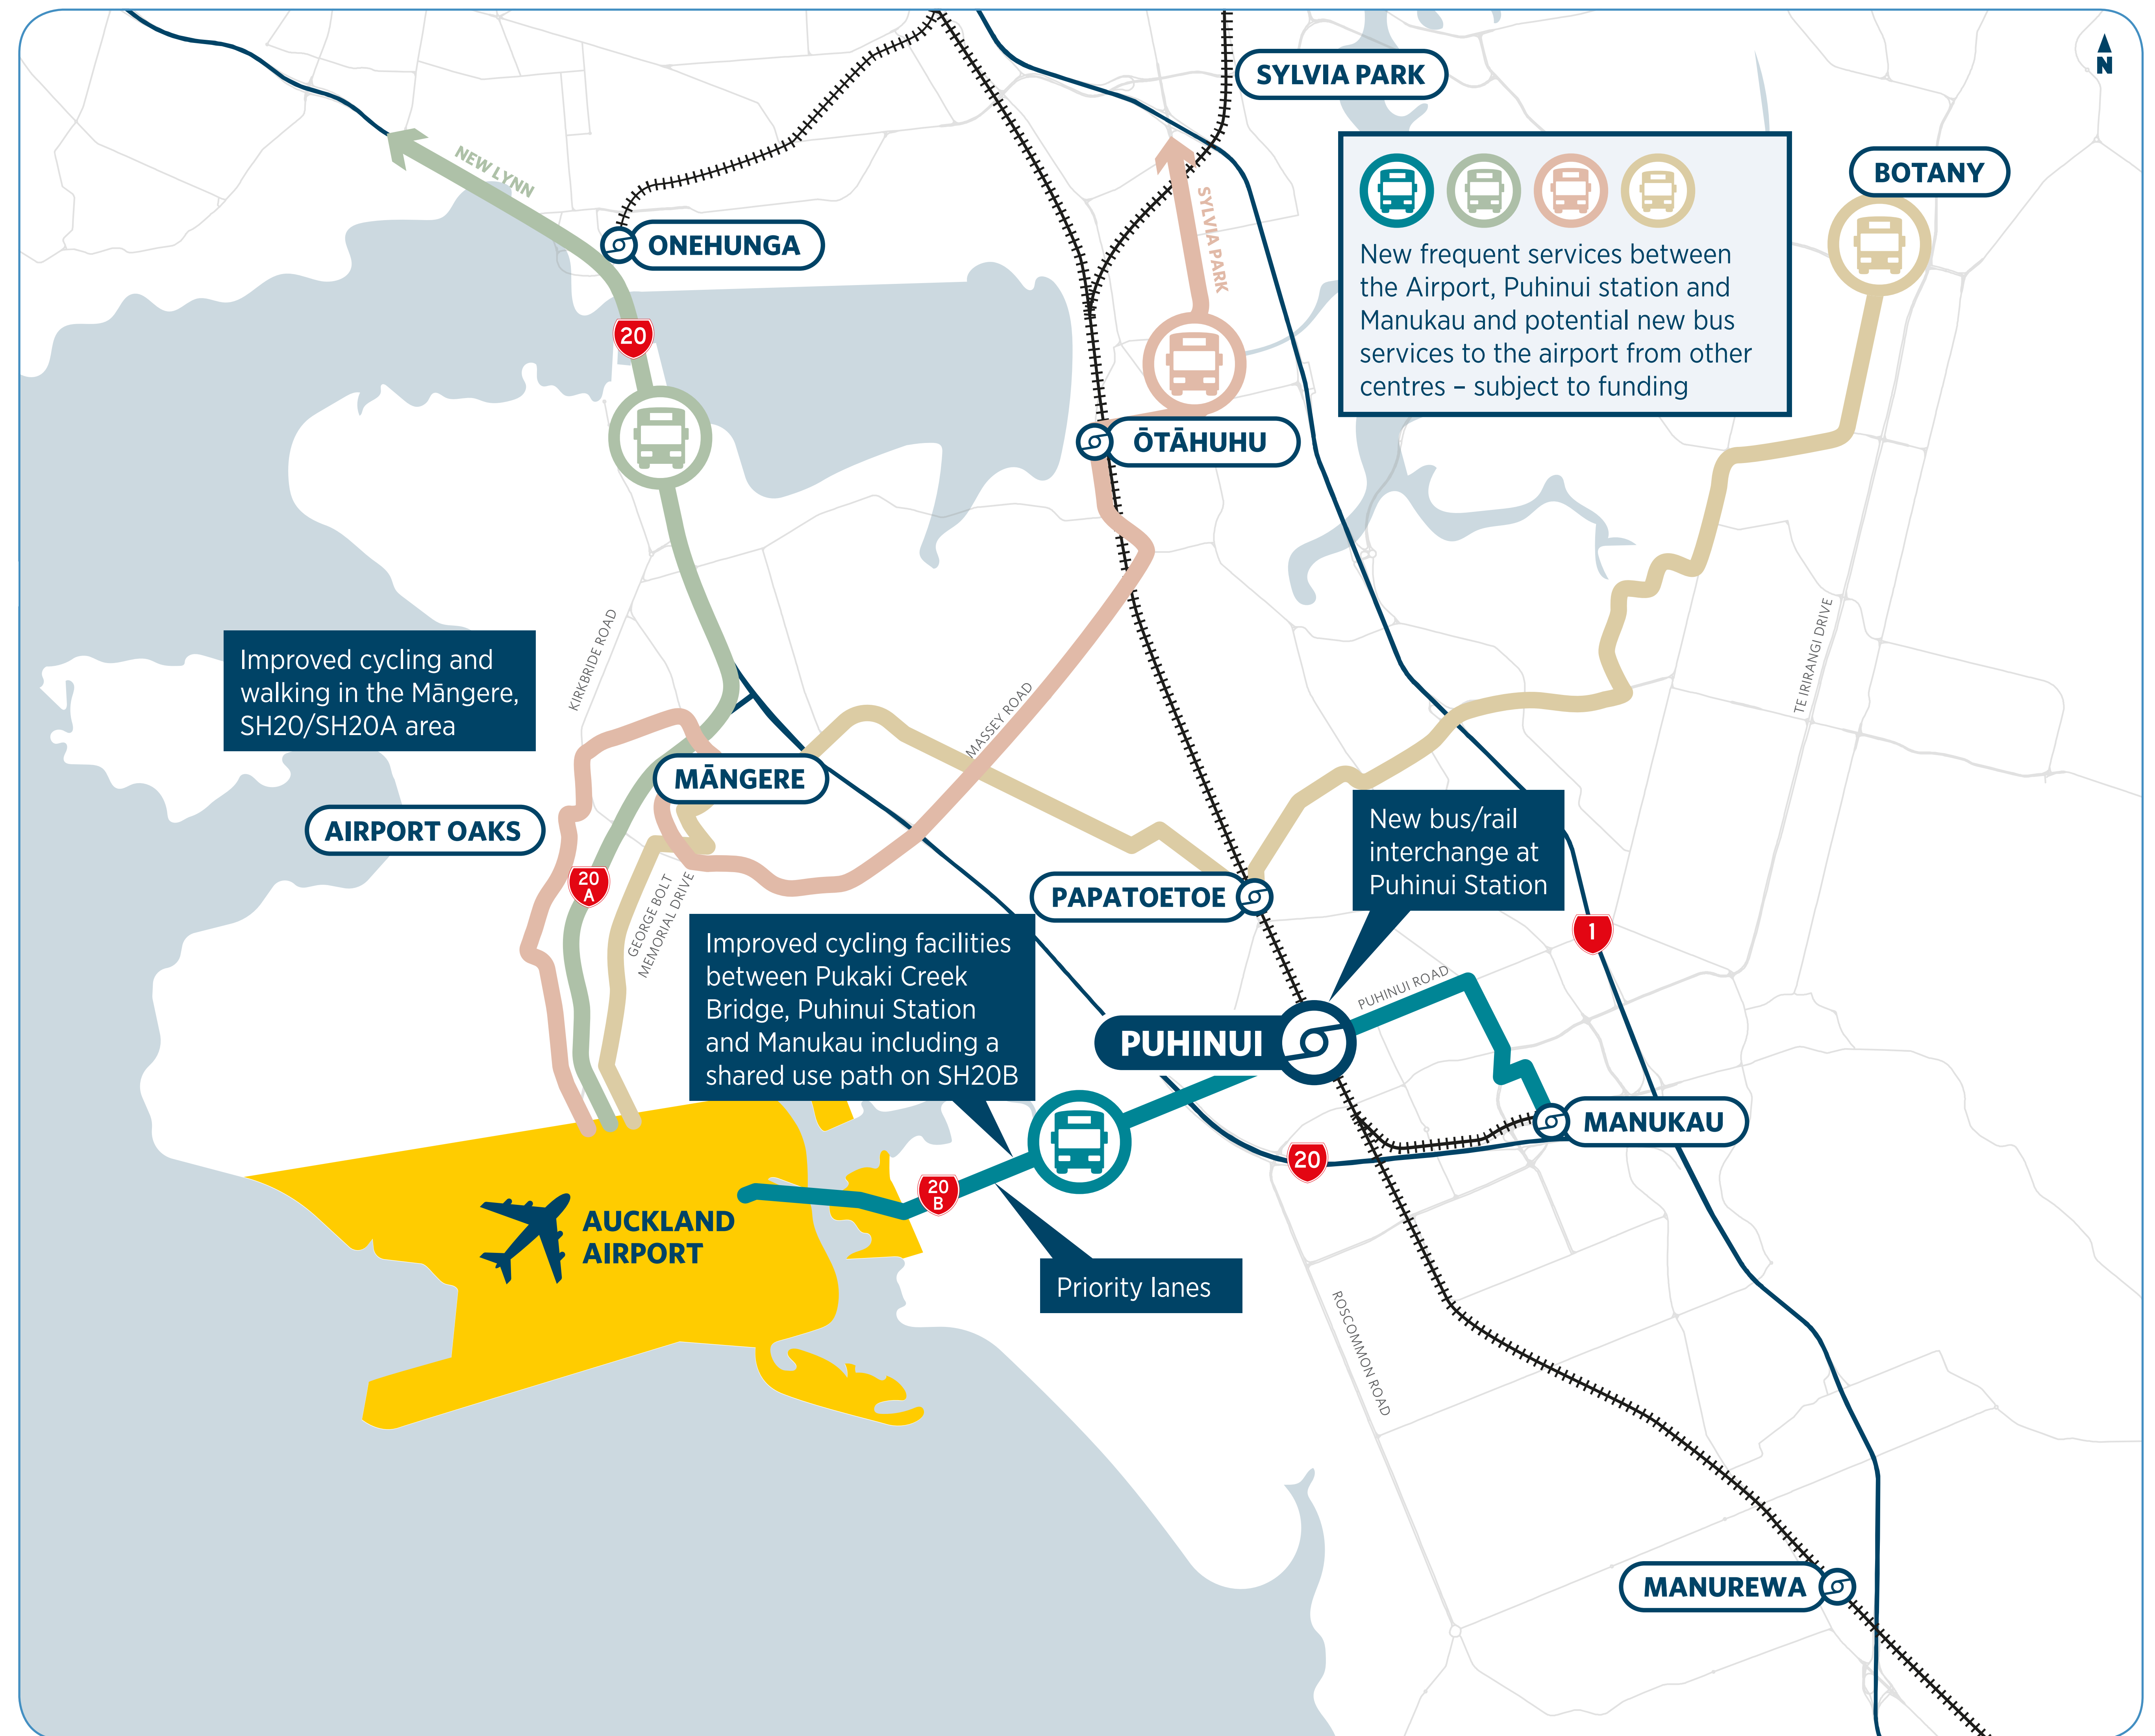 N
SYLVIA PARK
NEW LYNN
BOTANY
SYLVIA PARK
ONEHUNGA
New frequent services between
the Airport, Puhinui station and
Manukau and potential new bus
services to the airport from other
centres – subject to funding
20
ŌTĀHUHU
KIRKBRIDE ROAD
TE IRIRANGI DRIVE
Improved cycling and
walking in the Māngere,
SH20/SH20A area
MASSEY ROAD
MĀNGERE
AIRPORT OAKS
New bus/rail
interchange at
Puhinui Station
20
A
GEORGE BOLT
MEMORIAL DRIVE
PAPATOETOE
1
Improved cycling facilities
between Pukaki Creek
Bridge, Puhinui Station
and Manukau including a
shared use path on SH20B
PUHINUI ROAD
PUHINUI
MANUKAU
20
20
B
AUCKLAND
AIRPORT
Priority lanes
ROSCOMMON ROAD
MANUREWA